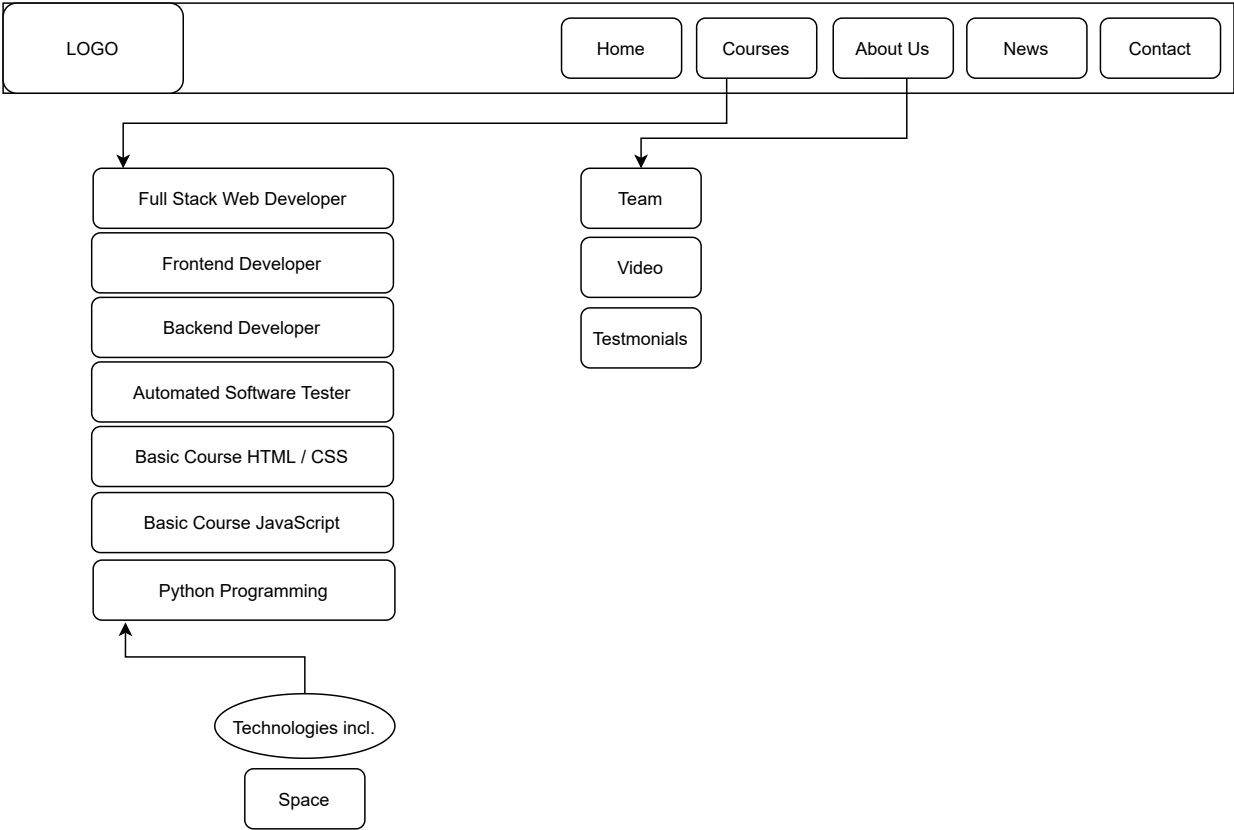 LOGO
Home
Courses
About Us
News
Contact
Full Stack Web Developer
Frontend Developer
Backend Developer
Automated Software Tester
Basic Course HTML / CSS
Basic Course JavaScript
Python Programming
Team
Video
Testmonials
Technologies incl.
Space